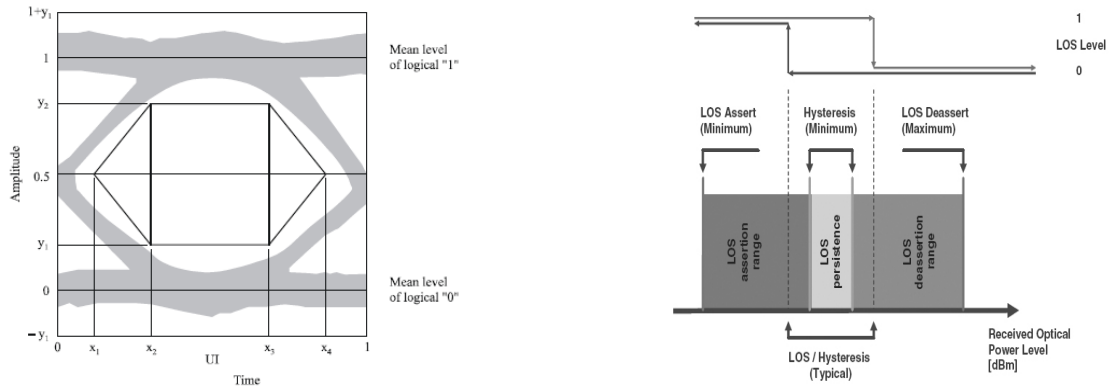 1+y₁
1
y₂
Amplitude
0.5
y₁
0
−y₁
0
x₁
x₂
x₃
x₄
1
UI
Time
Mean level
of logical "1"
Mean level
of logical "0"
1
LOS Level
0
LOS Assert
(Minimum)
Hysteresis
(Minimum)
LOS Deassert
(Maximum)
LOS
assertion
range
LOS
persistence
LOS
deassertion
range
Received Optical
Power Level
[dBm]
LOS / Hysteresis
(Typical)